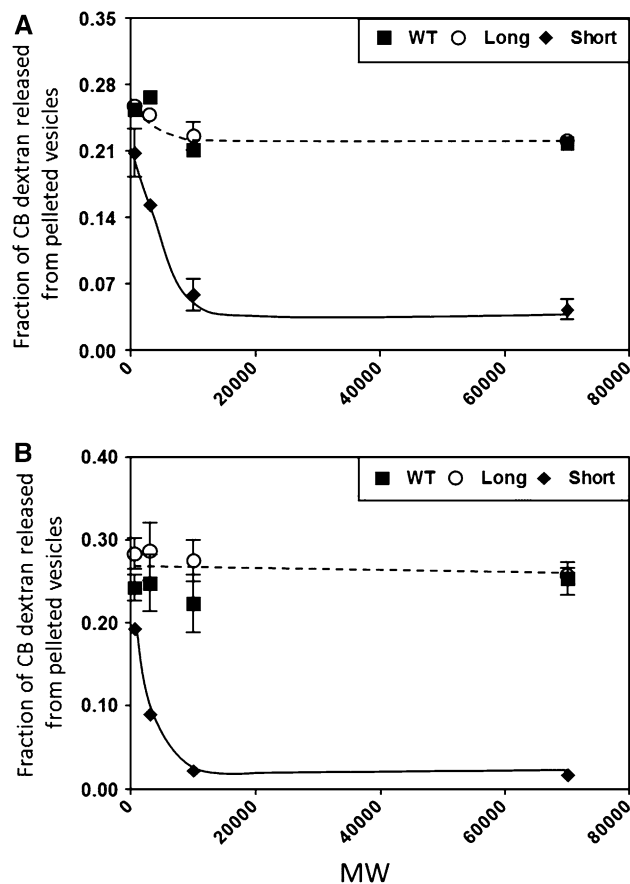 A
Fraction of CB dextran released
from pelleted vesicles
WT Long Short
0.35
0.28
0.21
0.14
0.07
0.00
0 20000 40000 60000 80000
B
Fraction of CB dextran released
from pelleted vesicles
WT Long Short
0.40
0.30
0.20
0.10
0.00
0 20000 40000 60000 80000
MW